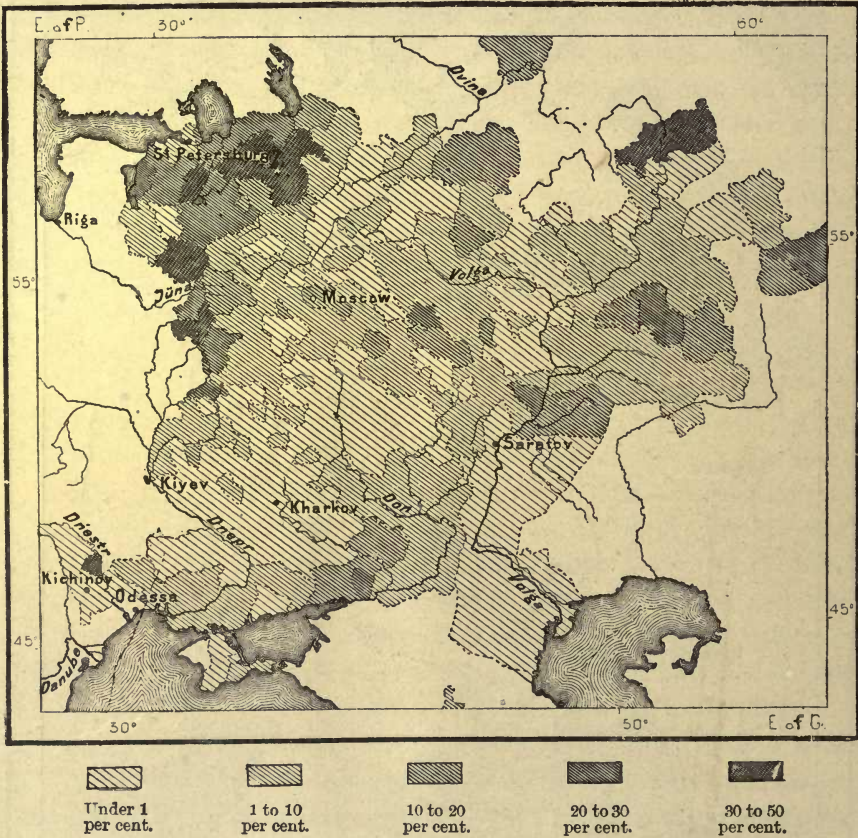 E. of P. 30° 60°
Dvina
St Petersburg
Riga
55°
55°
Volga
Düna
Moscow
Saratov
Kiyev
Kharkov
Don
Dnepr
Dniestr
Kichinov
Odessa
Volga
45°
45°
Danube
30° 50° E. of G.
Under 1 per cent.
1 to 10 per cent.
10 to 20 per cent.
20 to 30 per cent.
30 to 50 per cent.